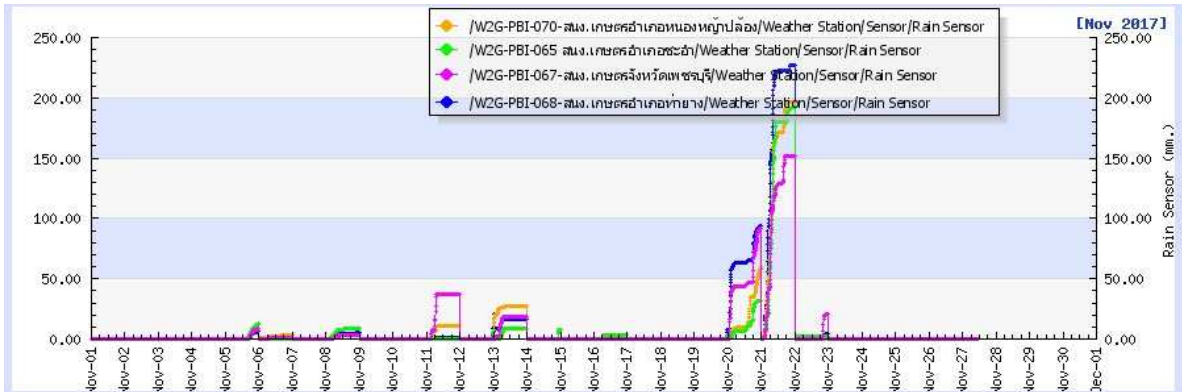 [Nov 2017]
/W2G-PBI-070-สนง.เกษตรอำเภอหนองหญ้าปล้อง/Weather Station/Sensor/Rain Sensor
/W2G-PBI-065 สนง.เกษตรอำเภอชะอำ/Weather Station/Sensor/Rain Sensor
/W2G-PBI-067-สนง.เกษตรจังหวัดเพชรบุรี/Weather Station/Sensor/Rain Sensor
/W2G-PBI-068-สนง.เกษตรอำเภอท่ายาง/Weather Station/Sensor/Rain Sensor
250.00
200.00
150.00
100.00
50.00
0.00
250.00
200.00
150.00
100.00
50.00
0.00
Rain Sensor (mm.)
Nov-01
Nov-02
Nov-03
Nov-04
Nov-05
Nov-06
Nov-07
Nov-08
Nov-09
Nov-10
Nov-11
Nov-12
Nov-13
Nov-14
Nov-15
Nov-16
Nov-17
Nov-18
Nov-19
Nov-20
Nov-21
Nov-22
Nov-23
Nov-24
Nov-25
Nov-26
Nov-27
Nov-28
Nov-29
Nov-30
Dec-01